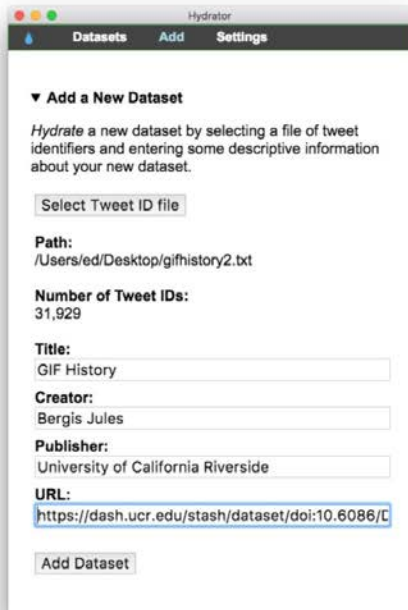 Hydrator
Datasets Add Settings
▼ Add a New Dataset
Hydrate a new dataset by selecting a file of tweet
identifiers and entering some descriptive information
about your new dataset.
Select Tweet ID file
Path:
/Users/ed/Desktop/gifhistory2.txt
Number of Tweet IDs:
31,929
Title:
GIF History
Creator:
Bergis Jules
Publisher:
University of California Riverside
URL:
https://dash.ucr.edu/stash/dataset/doi:10.6086/D
Add Dataset